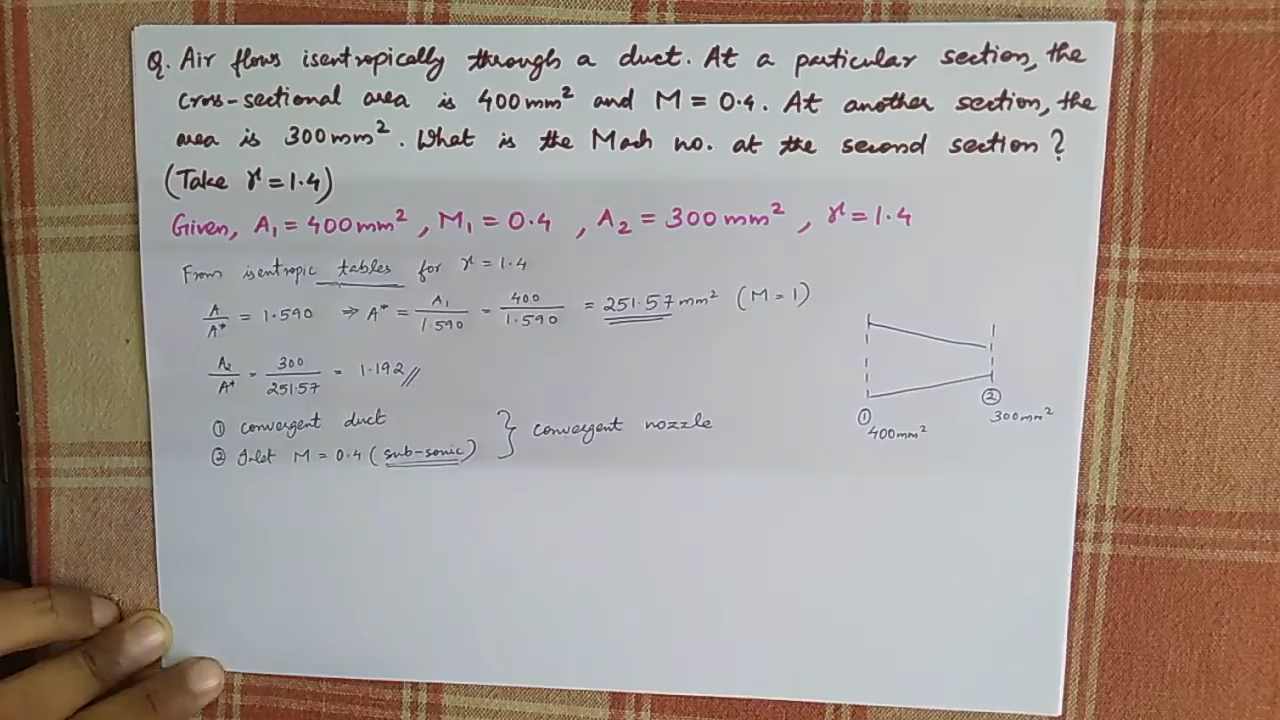 Q. Air flows isentropically through a duct. At a particular section, the
cross-sectional area is 400 mm² and M = 0.4. At another section, the
area is 300 mm². What is the Mach no. at the second section?
(Take γ = 1.4)
Given, A₁ = 400 mm², M₁ = 0.4, A₂ = 300 mm², γ = 1.4
From isentropic tables for γ = 1.4
A/A* = 1.590 ⇒ A* = A₁/1.590 = 400/1.590 = 251.57 mm² (M = 1)
A₂/A* = 300/251.57 = 1.192//
① convergent duct
② Inlet M = 0.4 (sub-sonic) } convergent nozzle
①
400mm²
②
300mm²